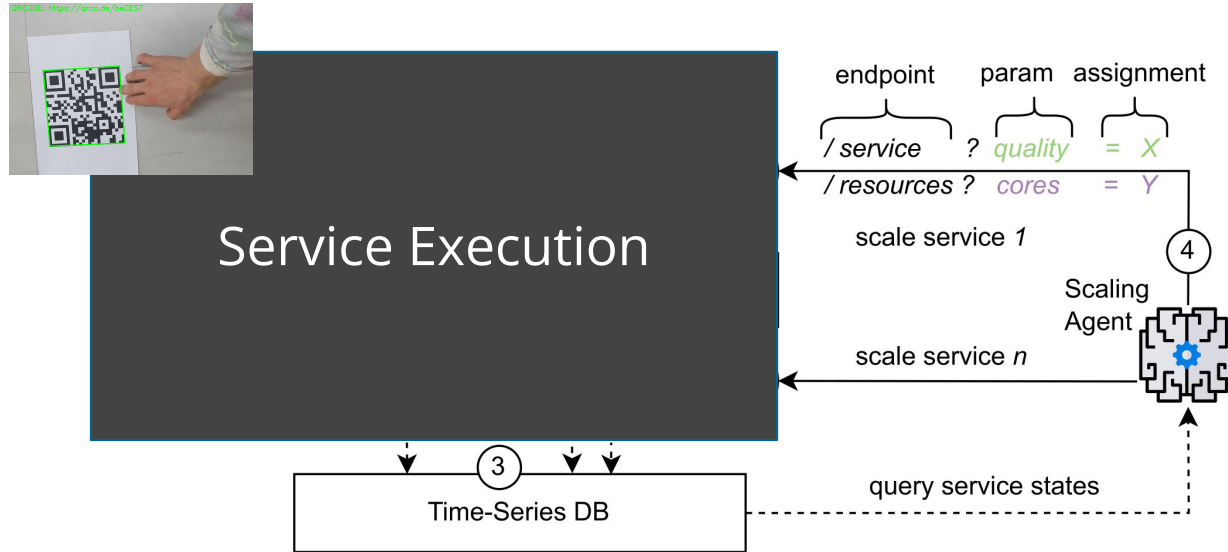 QRCODE: https://qrco.de/beCES7
endpoint param assignment
/ service ? quality = X
/ resources ? cores = Y
Service Execution
scale service 1
4
Scaling
Agent
scale service n
3
Time-Series DB
query service states